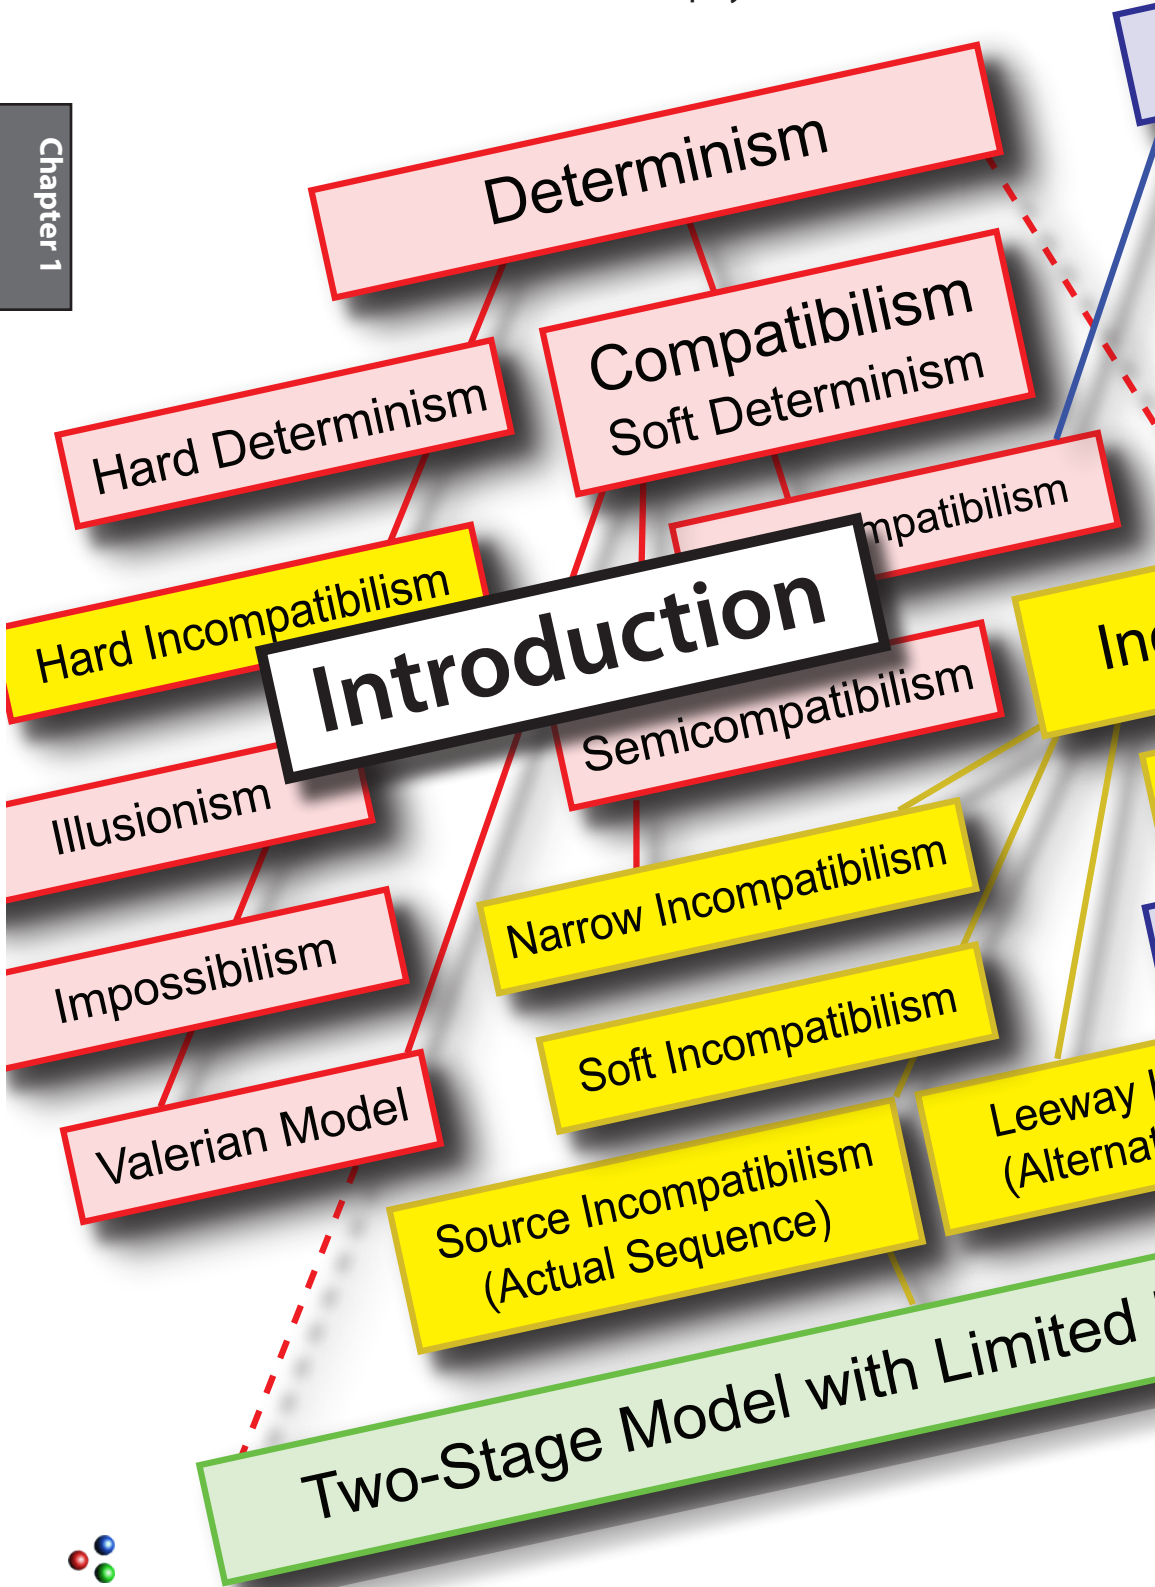 Chapter 1
Determinism
Compatibilism
Soft Determinism
Hard Determinism
mpatibilism
Hard Incompatibilism
Introduction
Semicompatibilism
Illusionism
Narrow Incompatibilism
Impossibilism
Soft Incompatibilism
Valerian Model
Leeway
(Alternat
Source Incompatibilism
(Actual Sequence)
Two-Stage Model with Limited